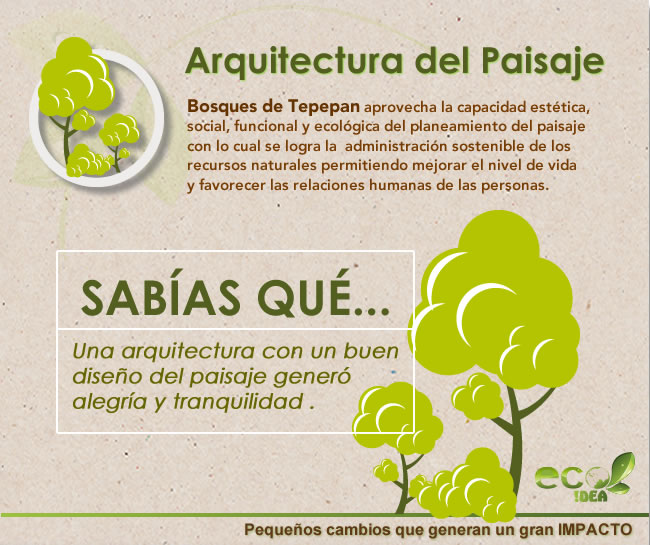 Arquitectura del Paisaje
Bosques de Tepepan aprovecha la capacidad estética,
social, funcional y ecológica del planeamiento del paisaje
con lo cual se logra la administración sostenible de los
recursos naturales permitiendo mejorar el nivel de vida
y favorecer las relaciones humanas de las personas.
SABÍAS QUÉ...
Una arquitectura con un buen
diseño del paisaje generó
alegría y tranquilidad .
eco
!DEA
Pequeños cambios que generan un gran IMPACTO